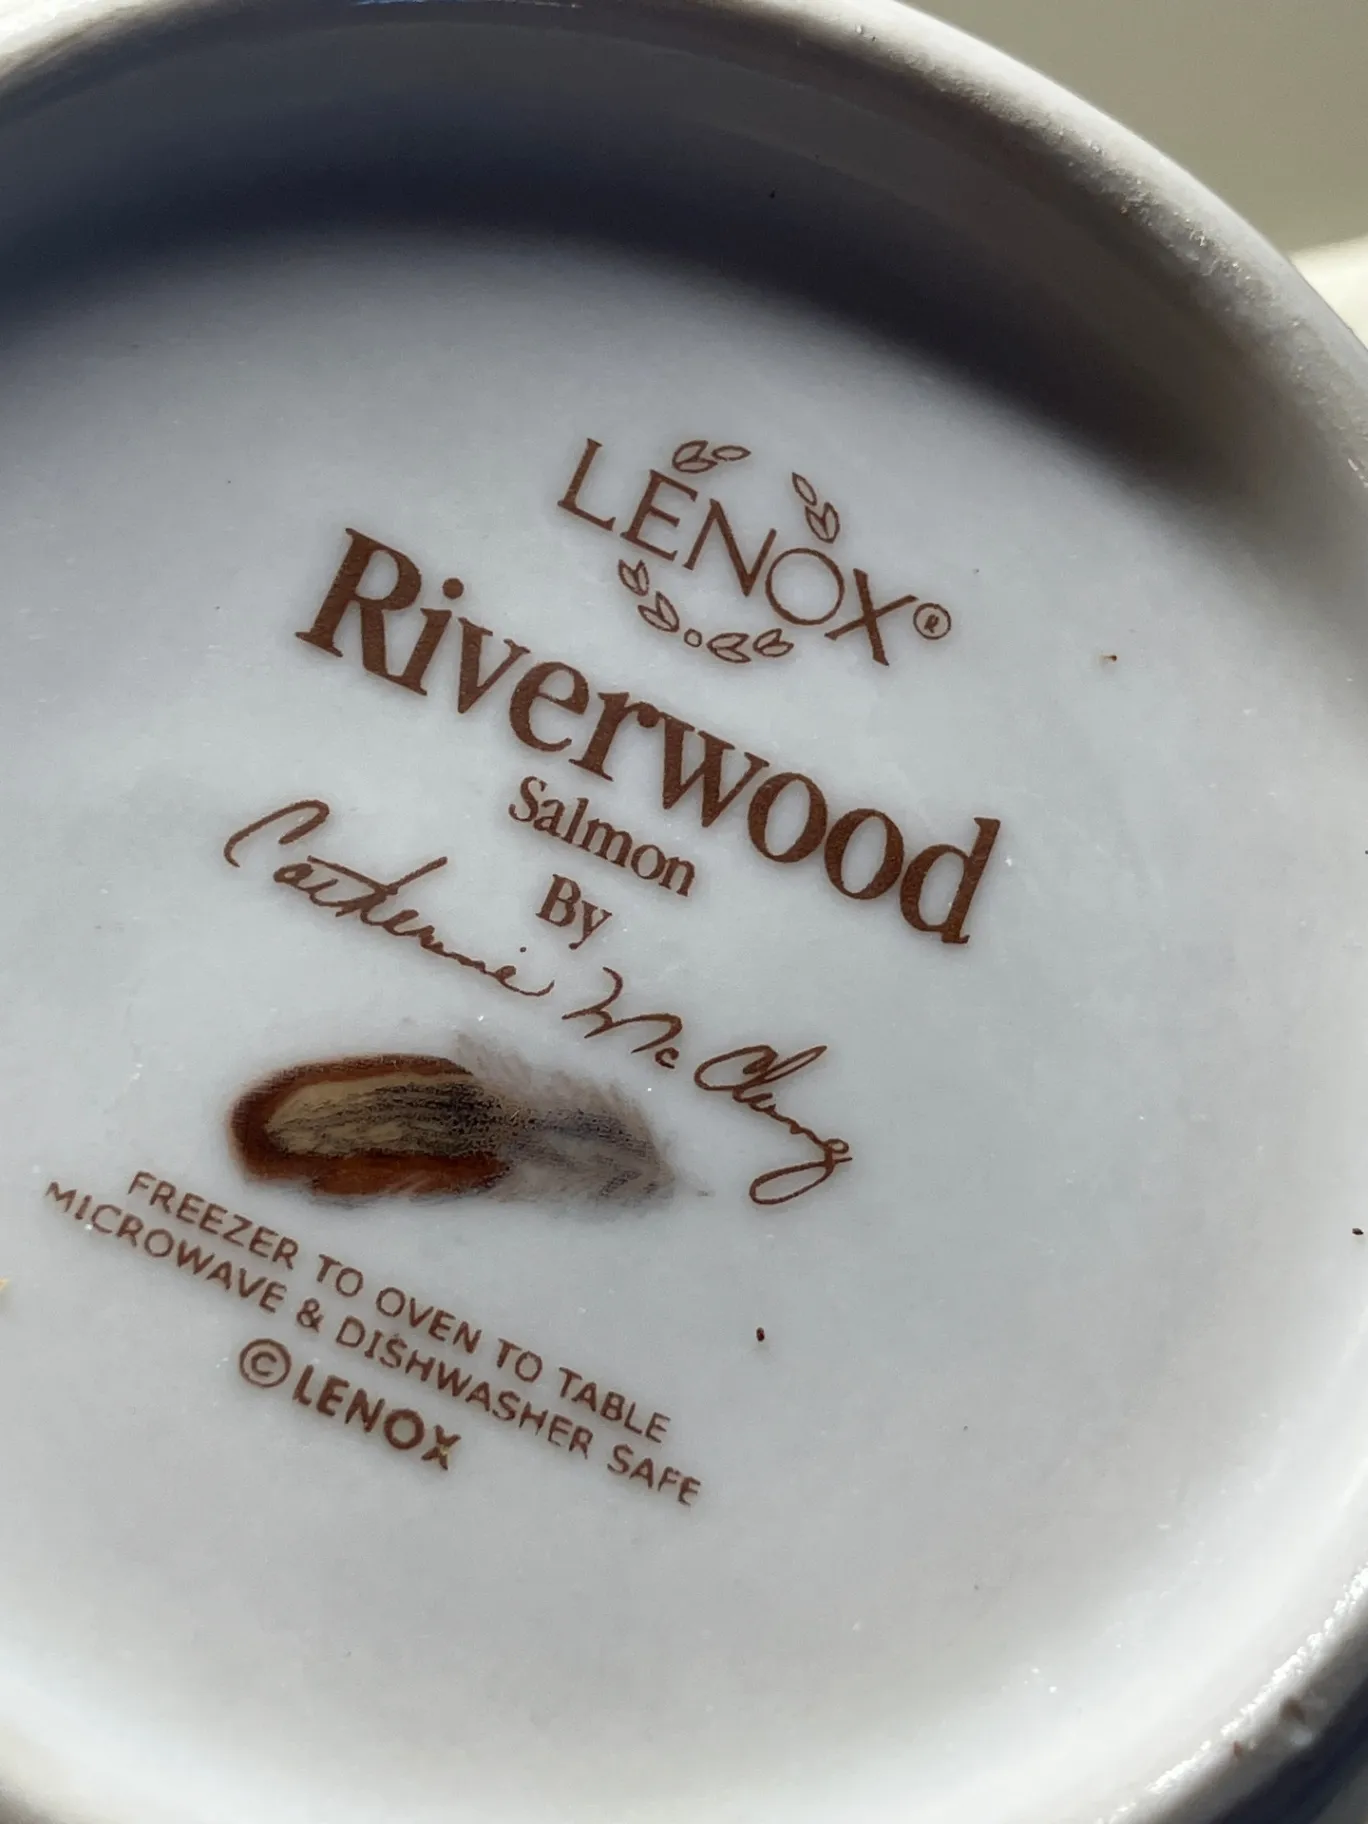 LENOX®
Riverwood
Salmon
By
Catherine McClung
FREEZER TO OVEN TO TABLE
MICROWAVE & DISHWASHER SAFE
© LENOX